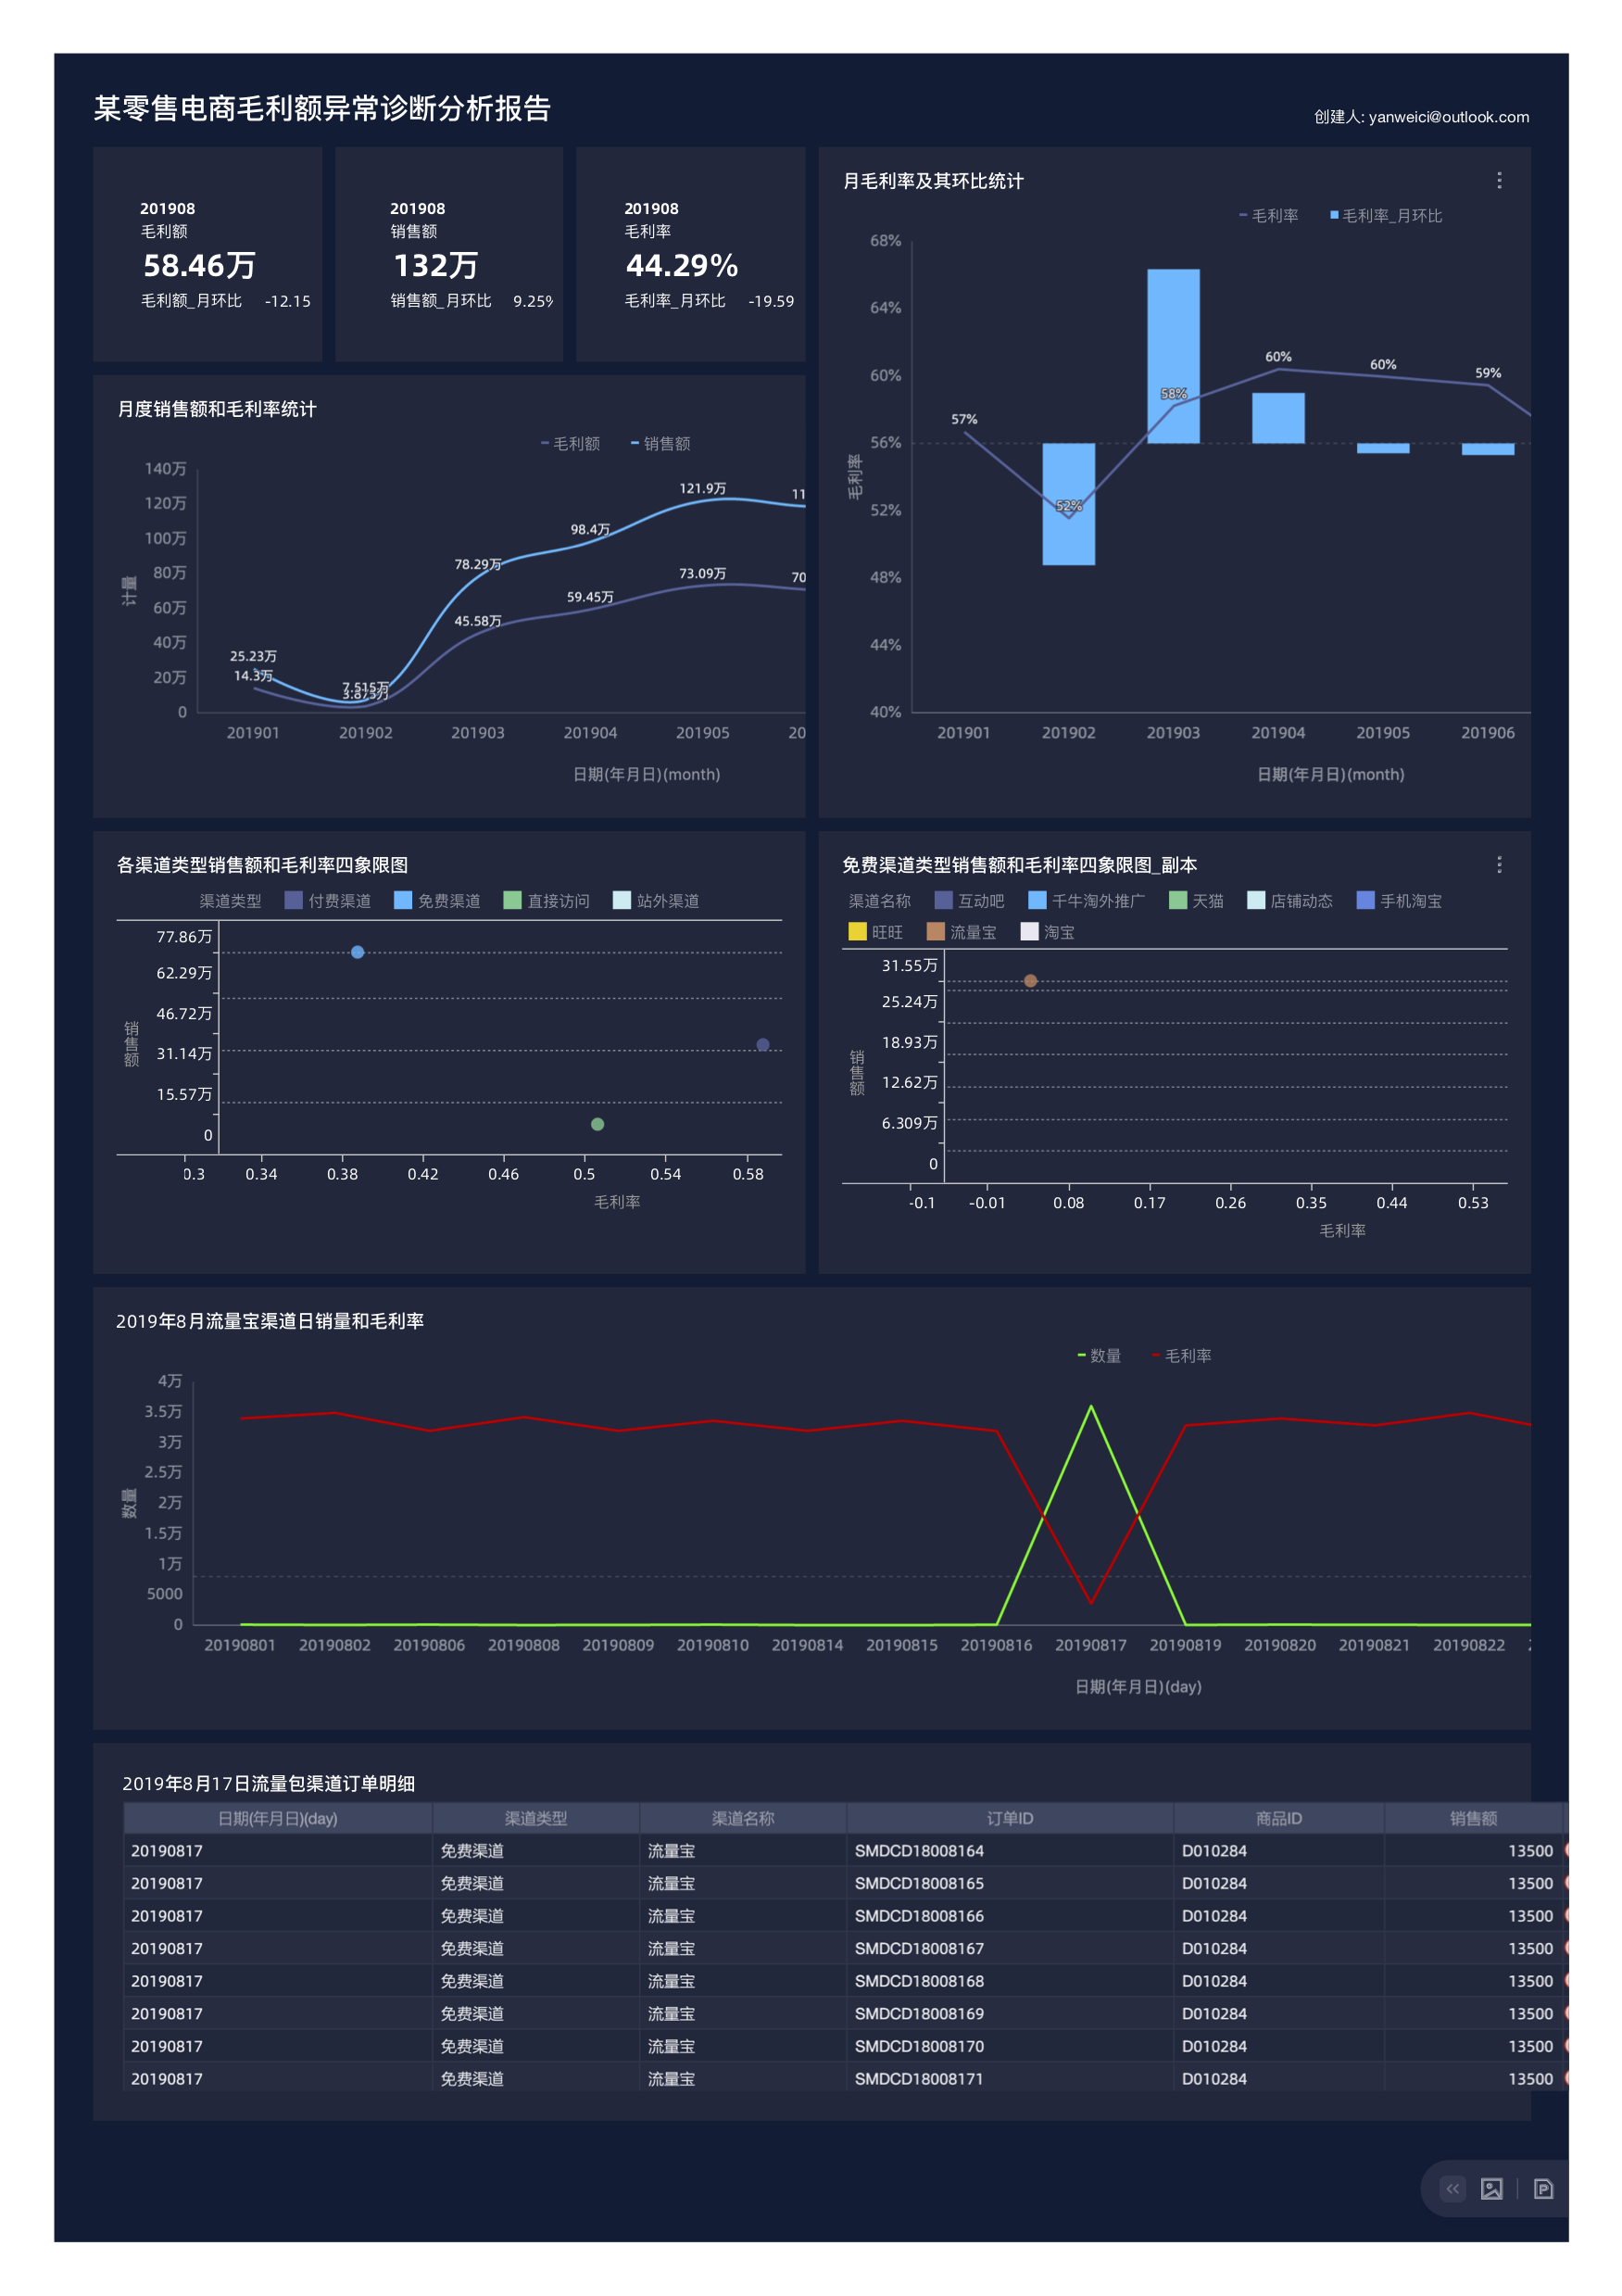 某零售电商毛利额异常诊断分析报告
创建人: yanweici@outlook.com
201908
毛利额
58.46万
毛利额_月环比 -12.15
201908
销售额
132万
销售额_月环比 9.25%
201908
毛利率
44.29%
毛利率_月环比 -19.59
月毛利率及其环比统计
毛利率 毛利率_月环比
68%
64%
60%
56%
52%
48%
44%
40%
毛利率
57%
52%
58%
60%
60%
59%
201901 201902 201903 201904 201905 201906
日期(年月日)(month)
月度销售额和毛利率统计
毛利额 销售额
140万
120万
100万
80万
60万
40万
20万
0
计量
25.23万
14.3万
7.515万
78.29万
45.58万
98.4万
59.45万
121.9万
73.09万
11
70
201901 201902 201903 201904 201905 20
日期(年月日)(month)
各渠道类型销售额和毛利率四象限图
渠道类型 付费渠道 免费渠道 直接访问 站外渠道
77.86万
62.29万
46.72万
31.14万
15.57万
0
销售额
0.3 0.34 0.38 0.42 0.46 0.5 0.54 0.58
毛利率
免费渠道类型销售额和毛利率四象限图_副本
渠道名称 互动吧 千牛淘外推广 天猫 店铺动态 手机淘宝
旺旺 流量宝 淘宝
31.55万
25.24万
18.93万
12.62万
6.309万
0
销售额
-0.1 -0.01 0.08 0.17 0.26 0.35 0.44 0.53
毛利率
2019年8月流量宝渠道日销量和毛利率
数量 毛利率
4万
3.5万
3万
2.5万
2万
1.5万
1万
5000
0
数量
20190801 20190802 20190806 20190808 20190809 20190810 20190814 20190815 20190816 20190817 20190819 20190820 20190821 20190822
日期(年月日)(day)
2019年8月17日流量包渠道订单明细
日期(年月日)(day) 渠道类型 渠道名称 订单ID 商品ID 销售额
20190817 免费渠道 流量宝 SMDCD18008164 D010284 13500
20190817 免费渠道 流量宝 SMDCD18008165 D010284 13500
20190817 免费渠道 流量宝 SMDCD18008166 D010284 13500
20190817 免费渠道 流量宝 SMDCD18008167 D010284 13500
20190817 免费渠道 流量宝 SMDCD18008168 D010284 13500
20190817 免费渠道 流量宝 SMDCD18008169 D010284 13500
20190817 免费渠道 流量宝 SMDCD18008170 D010284 13500
20190817 免费渠道 流量宝 SMDCD18008171 D010284 13500